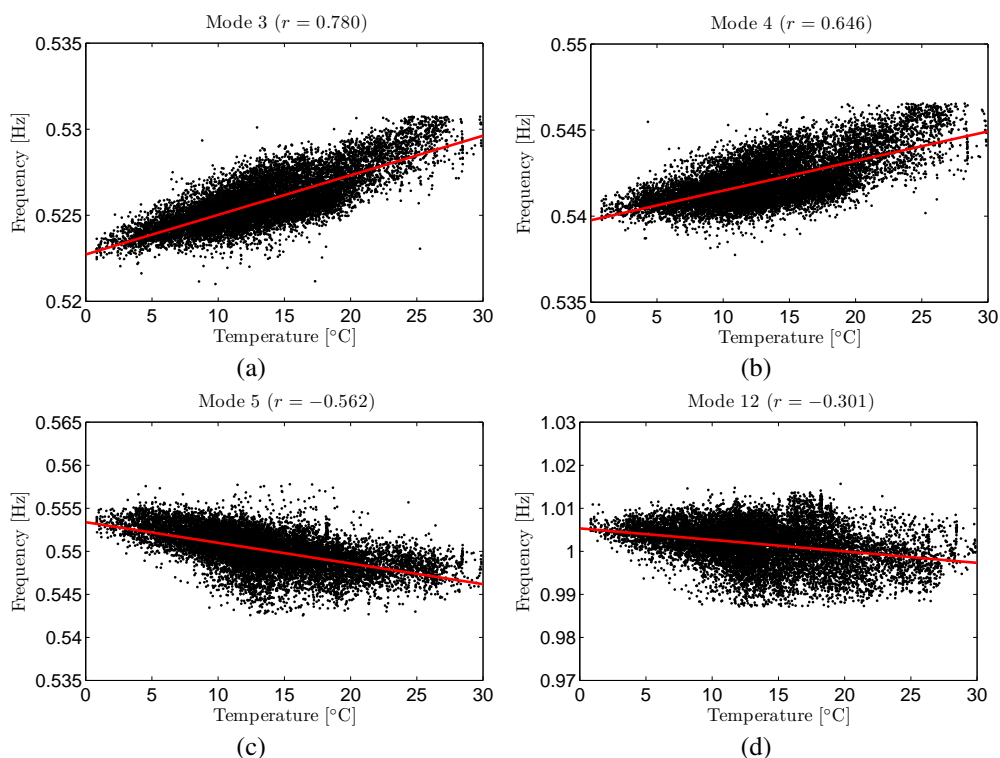 Mode 3 (r = 0.780)
0.535
0.53
0.525
0.52
Frequency [Hz]
0 5 10 15 20 25 30
Temperature [°C]
(a)
Mode 4 (r = 0.646)
0.55
0.545
0.54
0.535
Frequency [Hz]
0 5 10 15 20 25 30
Temperature [°C]
(b)
Mode 5 (r = −0.562)
0.565
0.56
0.555
0.55
0.545
0.54
0.535
Frequency [Hz]
0 5 10 15 20 25 30
Temperature [°C]
(c)
Mode 12 (r = −0.301)
1.03
1.02
1.01
1
0.99
0.98
0.97
Frequency [Hz]
0 5 10 15 20 25 30
Temperature [°C]
(d)